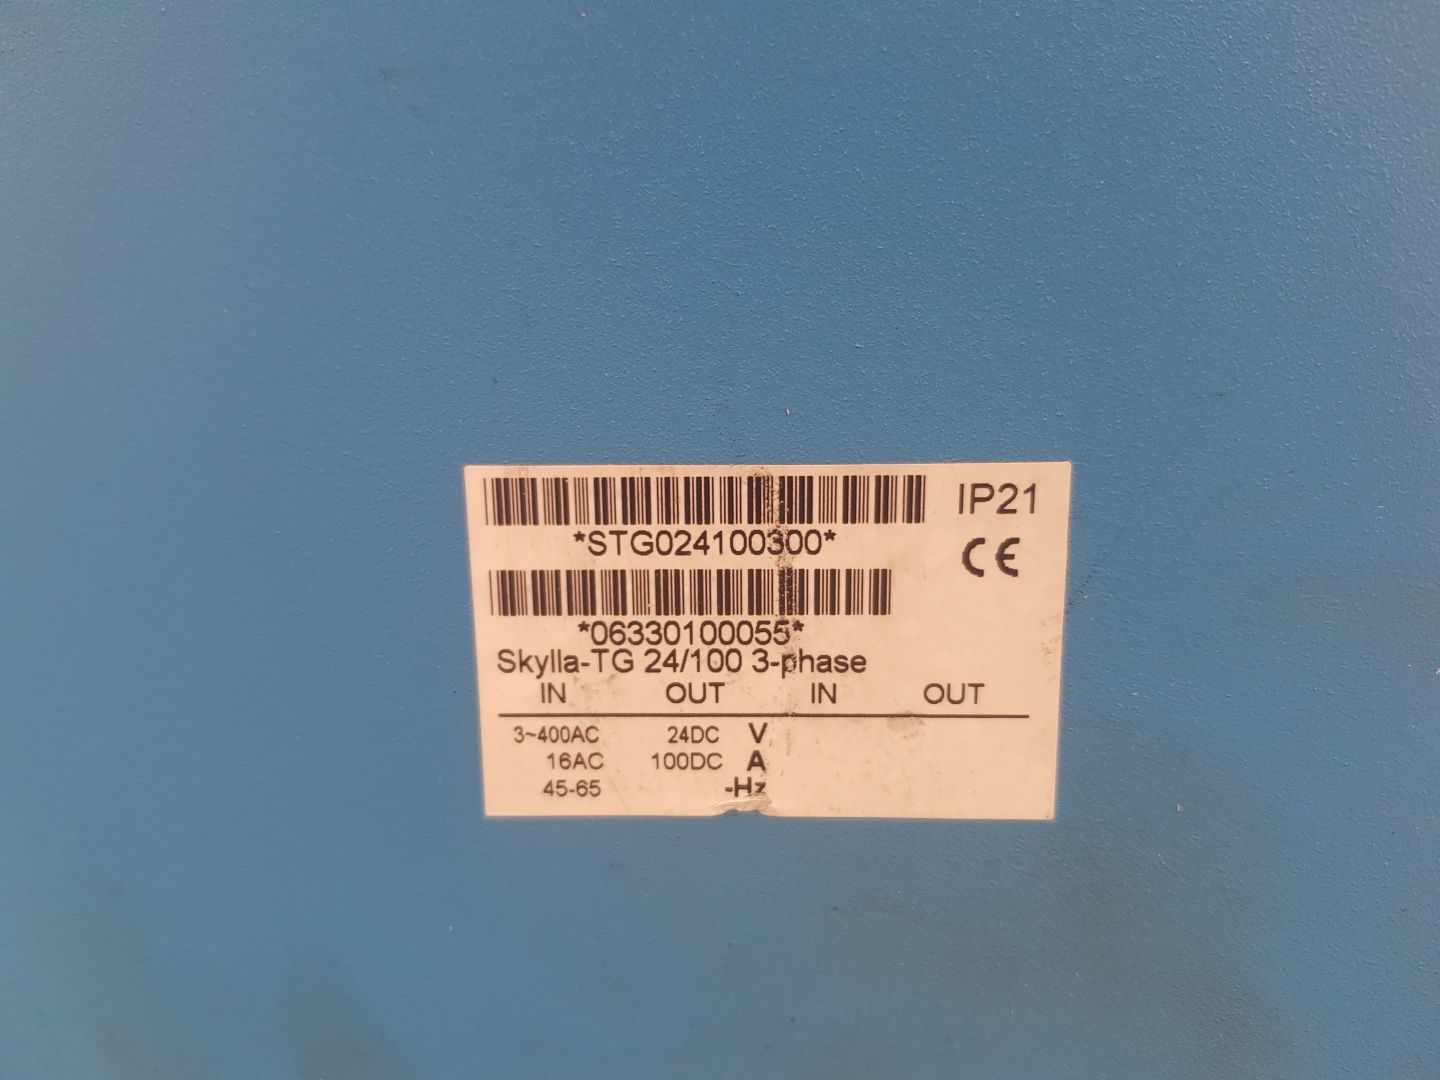 IP21
*STG024100300*
CE
*06330100055*
Skylla-TG 24/100 3-phase
IN OUT IN OUT
3~400AC 24DC V
16AC 100DC A
45-65 -Hz